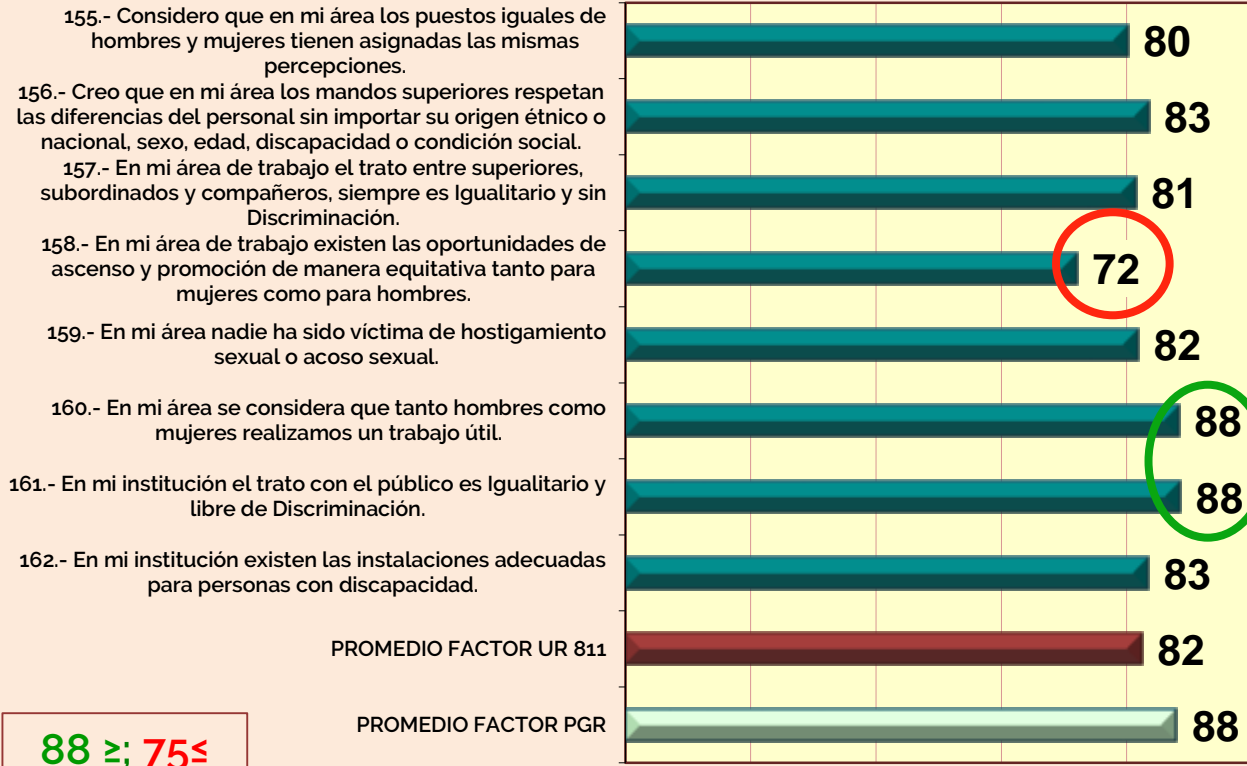 155.- Considero que en mi área los puestos iguales de
hombres y mujeres tienen asignadas las mismas
percepciones.
80
156.- Creo que en mi área los mandos superiores respetan
las diferencias del personal sin importar su origen étnico o
nacional, sexo, edad, discapacidad o condición social.
83
157.- En mi área de trabajo el trato entre superiores,
subordinados y compañeros, siempre es Igualitario y sin
Discriminación.
81
158.- En mi área de trabajo existen las oportunidades de
ascenso y promoción de manera equitativa tanto para
mujeres como para hombres.
72
159.- En mi área nadie ha sido víctima de hostigamiento
sexual o acoso sexual.
82
160.- En mi área se considera que tanto hombres como
mujeres realizamos un trabajo útil.
88
161.- En mi institución el trato con el público es Igualitario y
libre de Discriminación.
88
162.- En mi institución existen las instalaciones adecuadas
para personas con discapacidad.
83
PROMEDIO FACTOR UR 811
82
PROMEDIO FACTOR PGR
88
88 ≥; 75≤